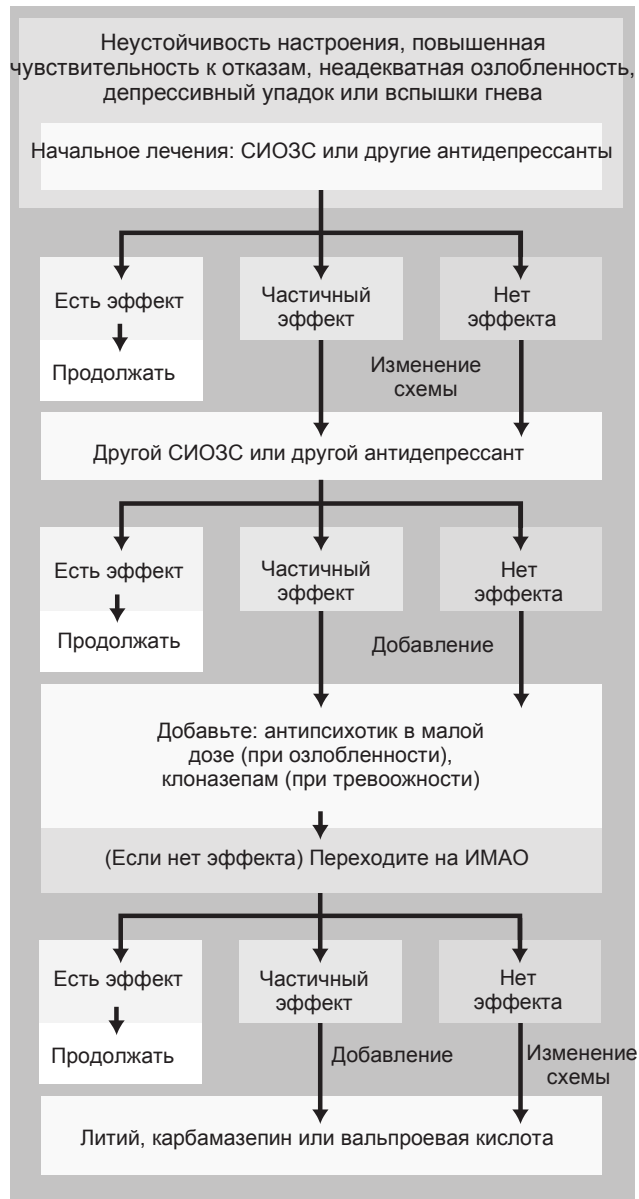 Неустойчивость настроения, повышенная
чувствительность к отказам, неадекватная озлобленность,
депрессивный упадок или вспышки гнева
Начальное лечения: СИОЗС или другие антидепрессанты
Есть эффект
Частичный
эффект
Нет
эффекта
Продолжать
Изменение
схемы
Другой СИОЗС или другой антидепрессант
Есть эффект
Частичный
эффект
Нет
эффекта
Продолжать
Добавление
Добавьте: антипсихотик в малой
дозе (при озлобленности),
клоназепам (при тревоожности)
(Если нет эффекта) Переходите на ИМАО
Есть эффект
Частичный
эффект
Нет
эффекта
Продолжать
Добавление
Изменение
схемы
Литий, карбамазепин или вальпроевая кислота